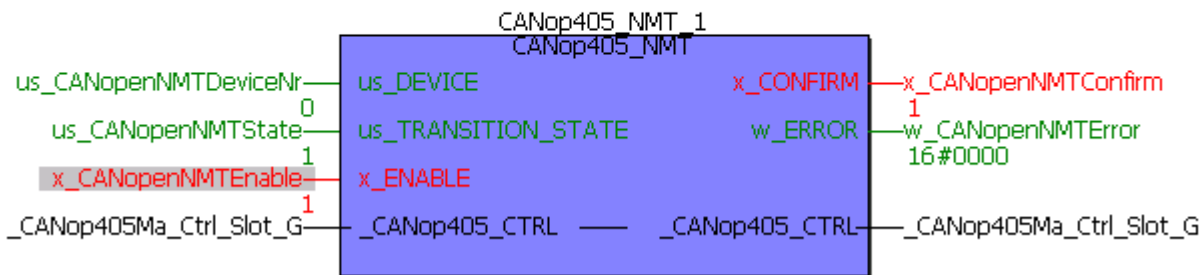 CANop405_NMT_1
CANop405_NMT
us_CANopenNMTDeviceNr us_DEVICE x_CONFIRM x_CANopenNMTConfirm
0 1
us_CANopenNMTState us_TRANSITION_STATE w_ERROR w_CANopenNMTError
1 16#0000
x_CANopenNMTEnable x_ENABLE
1
_CANop405Ma_Ctrl_Slot_G _CANop405_CTRL _CANop405_CTRL _CANop405Ma_Ctrl_Slot_G